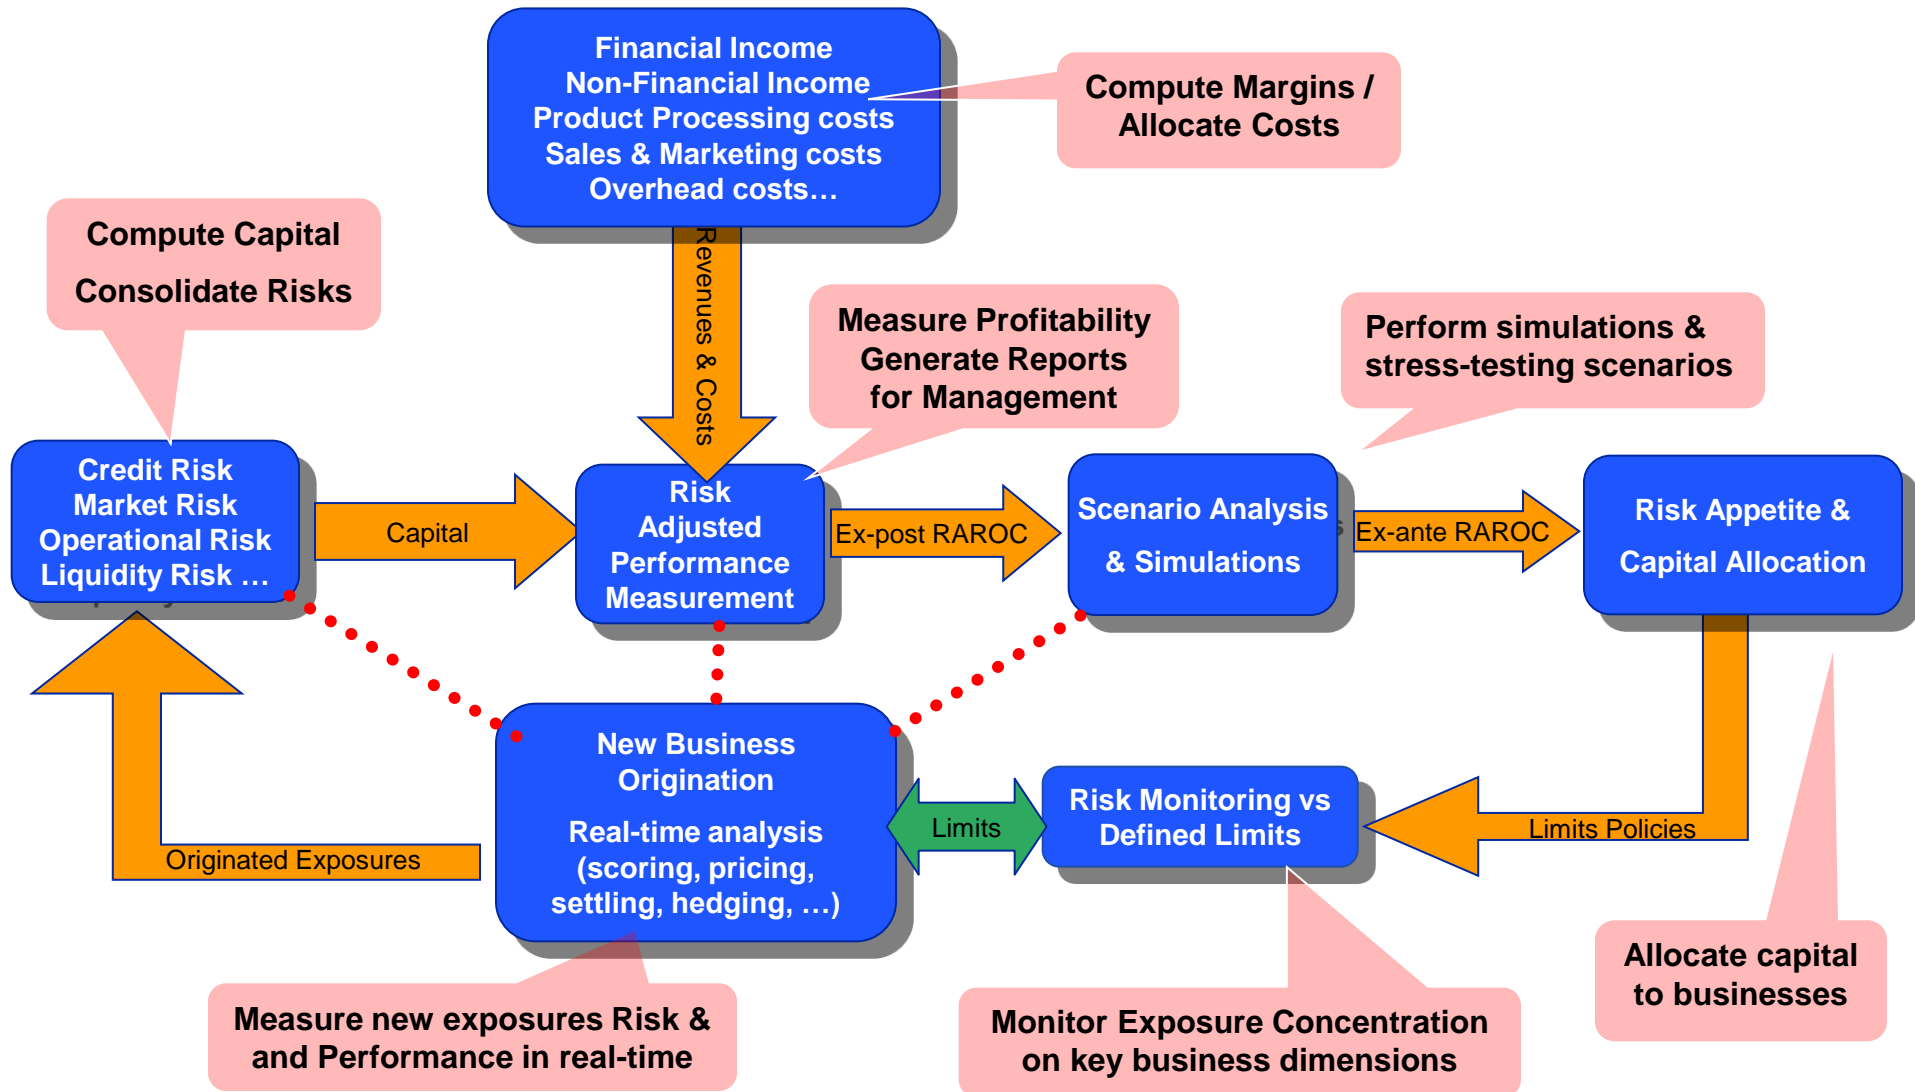 Financial Income
Non-Financial Income
Product Processing costs
Sales & Marketing costs
Overhead costs…
Compute Margins /
Allocate Costs
Compute Capital
Consolidate Risks
Revenues & Costs
Measure Profitability
Generate Reports
for Management
Perform simulations &
stress-testing scenarios
Credit Risk
Market Risk
Operational Risk
Liquidity Risk …
Capital
Risk
Adjusted
Performance
Measurement
Ex-post RAROC
Scenario Analysis
& Simulations
Ex-ante RAROC
Risk Appetite &
Capital Allocation
New Business
Origination
Real-time analysis
(scoring, pricing,
settling, hedging, …)
Limits
Risk Monitoring vs
Defined Limits
Limits Policies
Originated Exposures
Measure new exposures Risk &
and Performance in real-time
Monitor Exposure Concentration
on key business dimensions
Allocate capital
to businesses